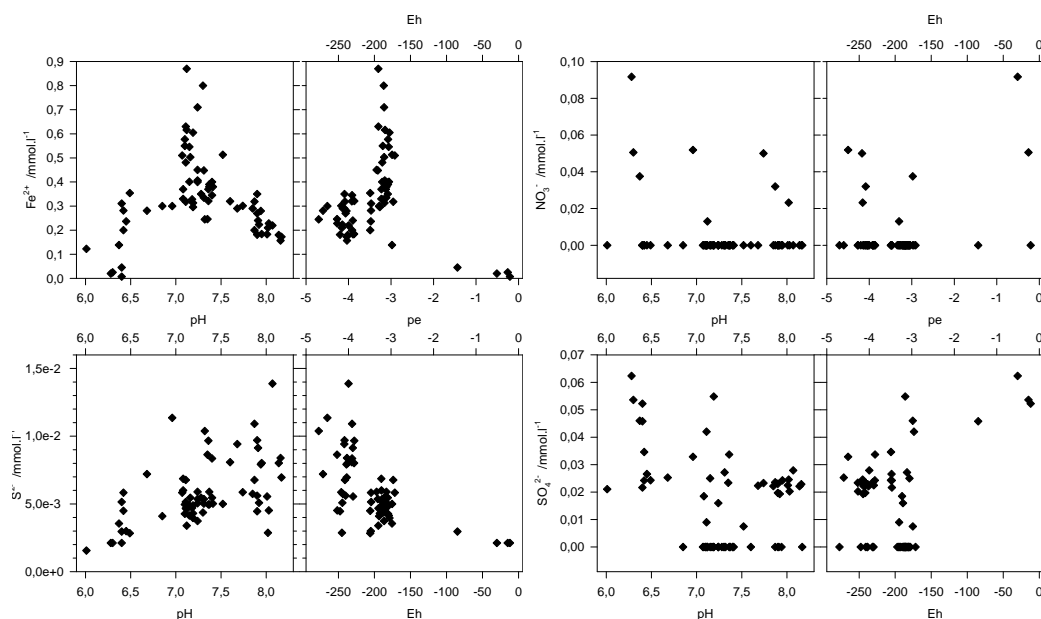 Eh
-250 -200 -150 -100 -50 0
0,9
0,8
0,7
0,6
0,5
0,4
0,3
0,2
0,1
0,0
Fe²⁺ /mmol.l⁻¹
6,0 6,5 7,0 7,5 8,0
pH
-5 -4 -3 -2 -1 0
pe
Eh
-250 -200 -150 -100 -50 0
0,10
0,08
0,06
0,04
0,02
0,00
NO₃⁻ /mmol.l⁻¹
6,0 6,5 7,0 7,5 8,0
pH
-5 -4 -3 -2 -1 0
pe
6,0 6,5 7,0 7,5 8,0
-5 -4 -3 -2 -1 0
1,5e-2
1,0e-2
5,0e-3
0,0e+0
6,0 6,5 7,0 7,5 8,0
pH
-250 -200 -150 -100 -50 0
Eh
6,0 6,5 7,0 7,5 8,0
-5 -4 -3 -2 -1 0
0,07
0,06
0,05
0,04
0,03
0,02
0,01
0,00
SO₄²⁻ /mmol.l⁻¹
6,0 6,5 7,0 7,5 8,0
pH
-250 -200 -150 -100 -50 0
Eh